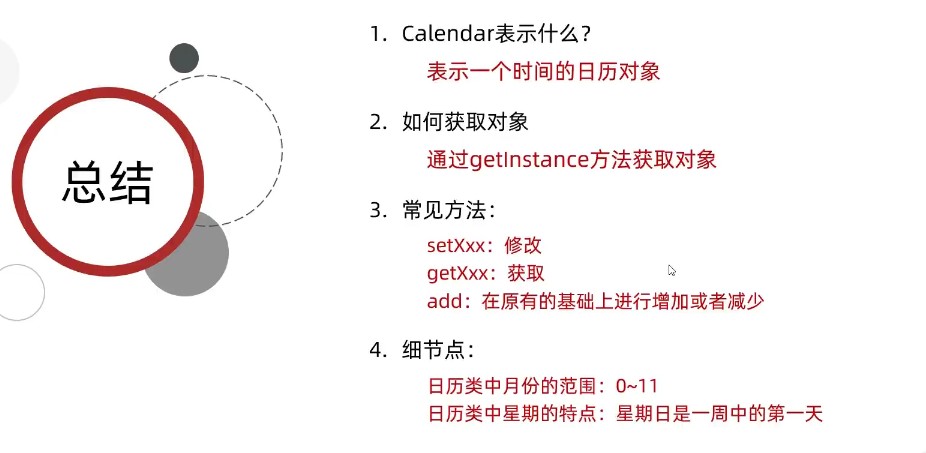 总结
1. Calendar表示什么？
表示一个时间的日历对象
2. 如何获取对象
通过getInstance方法获取对象
3. 常见方法：
setXxx：修改
getXxx：获取
add：在原有的基础上进行增加或者减少
4. 细节点：
日历类中月份的范围：0~11
日历类中星期的特点：星期日是一周中的第一天